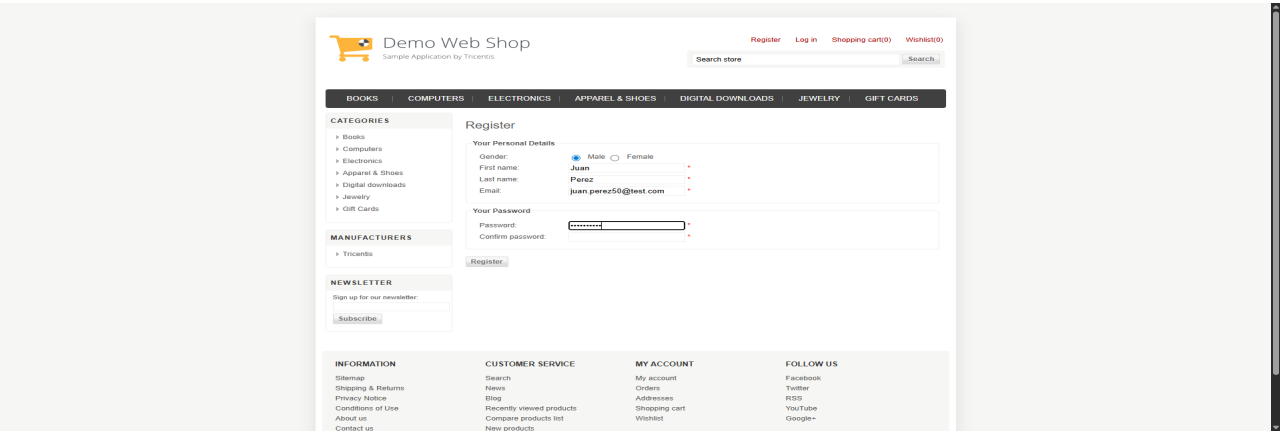 Demo Web Shop
Sample Application by Tricentis
Register Log in Shopping cart(0) Wishlist(0)
Search store Search
BOOKS COMPUTERS ELECTRONICS APPAREL & SHOES DIGITAL DOWNLOADS JEWELRY GIFT CARDS
CATEGORIES
Books
Computers
Electronics
Apparel & Shoes
Digital downloads
Jewelry
Gift Cards
MANUFACTURERS
Tricentis
NEWSLETTER
Sign up for our newsletter:
Subscribe
Register
Your Personal Details
Gender: Male Female
First name: Juan *
Last name: Perez *
Email: juan.perez50@test.com *
Your Password
Password: •••••••••• *
Confirm password: *
Register
INFORMATION
Sitemap
Shipping & Returns
Privacy Notice
Conditions of Use
About us
Contact us
CUSTOMER SERVICE
Search
News
Blog
Recently viewed products
Compare products list
New products
MY ACCOUNT
My account
Orders
Addresses
Shopping cart
Wishlist
FOLLOW US
Facebook
Twitter
RSS
YouTube
Google+